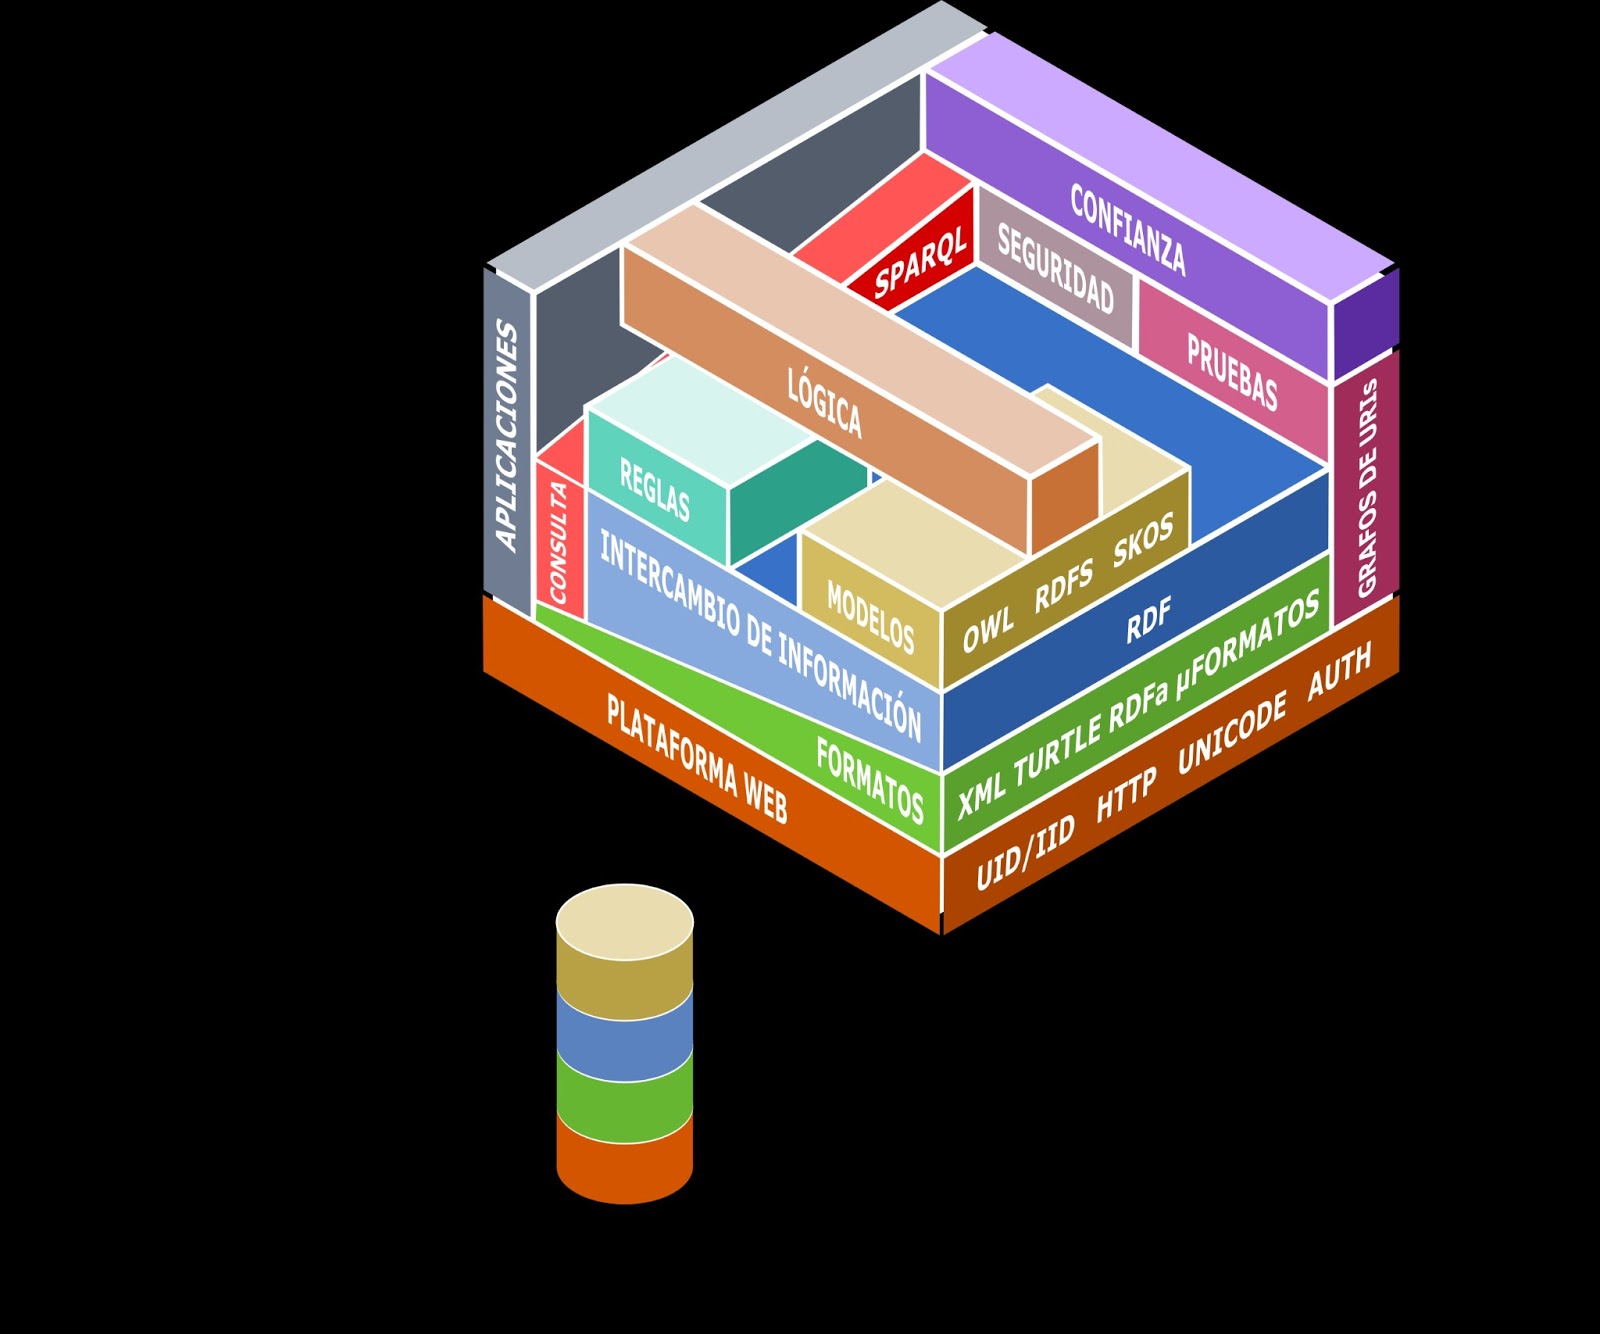 CONFIANZA
SPARQL
SEGURIDAD
PRUEBAS
APLICACIONES
LÓGICA
GRAFOS DE URIs
REGLAS
CONSULTA
INTERCAMBIO DE INFORMACIÓN
MODELOS
OWL RDFS SKOS
RDF
FORMATOS
XML TURTLE RDFa µFORMATOS
PLATAFORMA WEB
UID/IID HTTP UNICODE AUTH